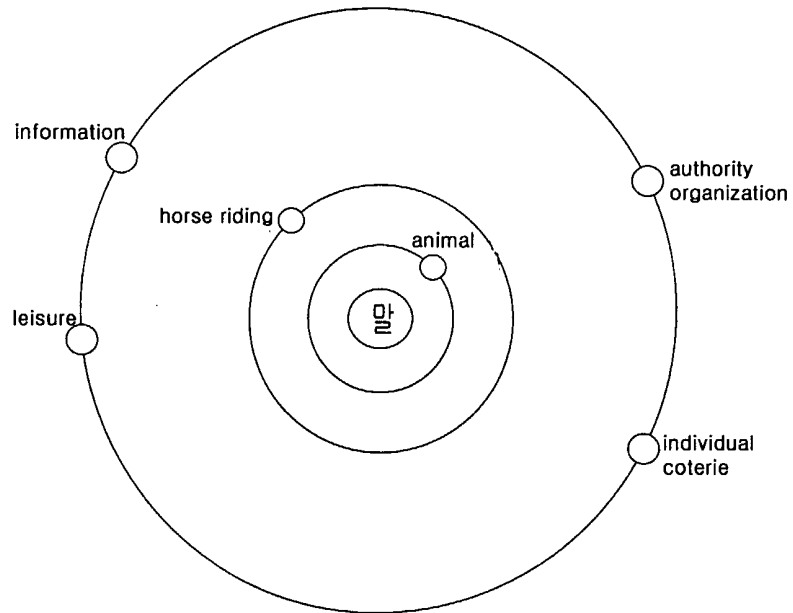 information
authority
organization
horse riding
animal
말
leisure
individual
coterie